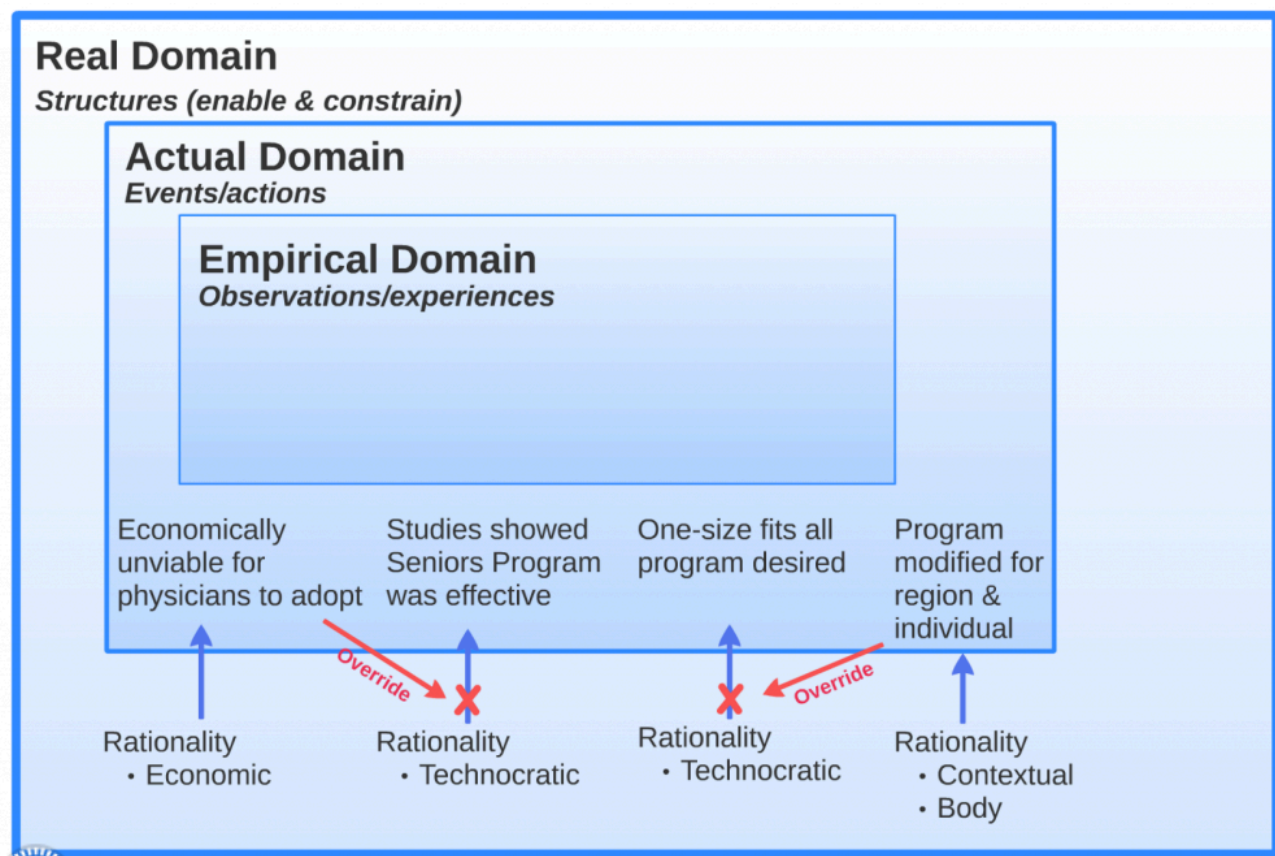 Real Domain
Structures (enable & constrain)
Actual Domain
Events/actions
Empirical Domain
Observations/experiences
Economically
unviable for
physicians to adopt
Studies showed
Seniors Program
was effective
One-size fits all
program desired
Program
modified for
region &
individual
Override
Override
Rationality
• Economic
Rationality
• Technocratic
Rationality
• Technocratic
Rationality
• Contextual
• Body